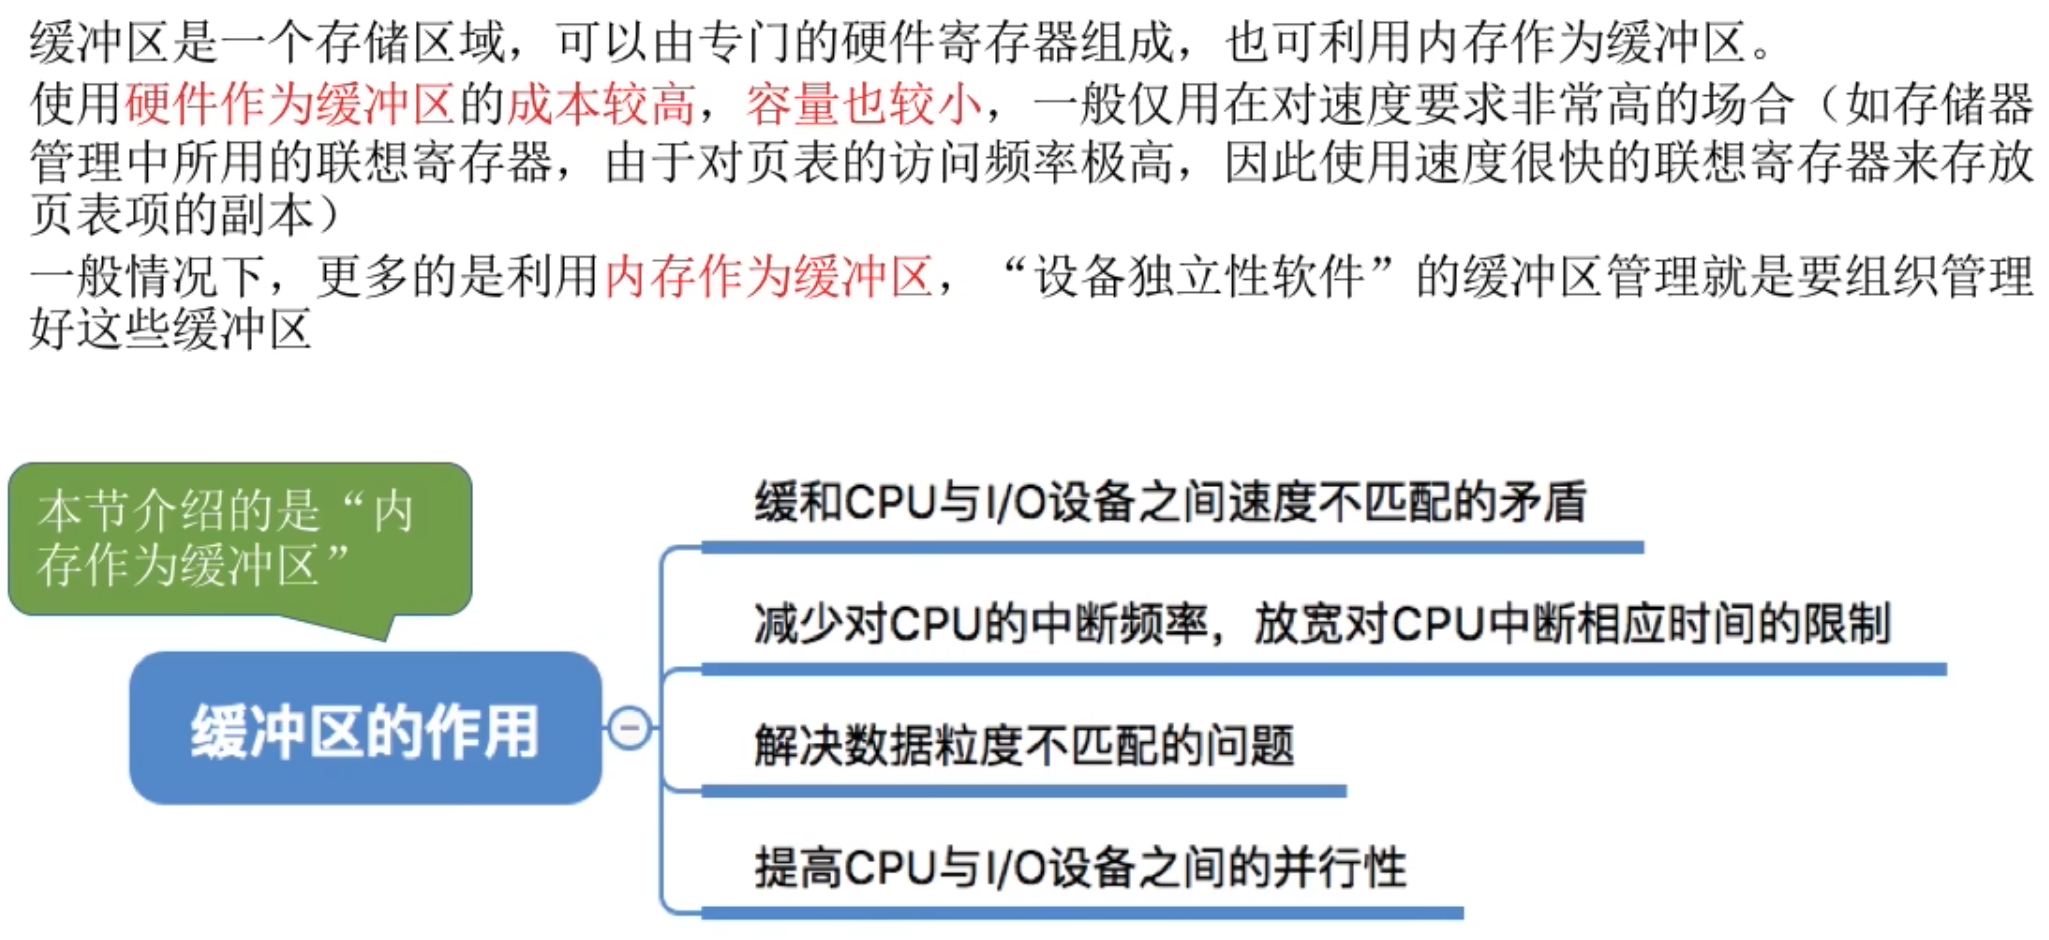 缓冲区是一个存储区域，可以由专门的硬件寄存器组成，也可利用内存作为缓冲区。
使用硬件作为缓冲区的成本较高，容量也较小，一般仅用在对速度要求非常高的场合（如存储器
管理中所用的联想寄存器，由于对页表的访问频率极高，因此使用速度很快的联想寄存器来存放
页表项的副本）
一般情况下，更多的是利用内存作为缓冲区，“设备独立性软件”的缓冲区管理就是要组织管理
好这些缓冲区
本节介绍的是“内
存作为缓冲区”
缓冲区的作用
缓和CPU与I/O设备之间速度不匹配的矛盾
减少对CPU的中断频率，放宽对CPU中断相应时间的限制
解决数据粒度不匹配的问题
提高CPU与I/O设备之间的并行性